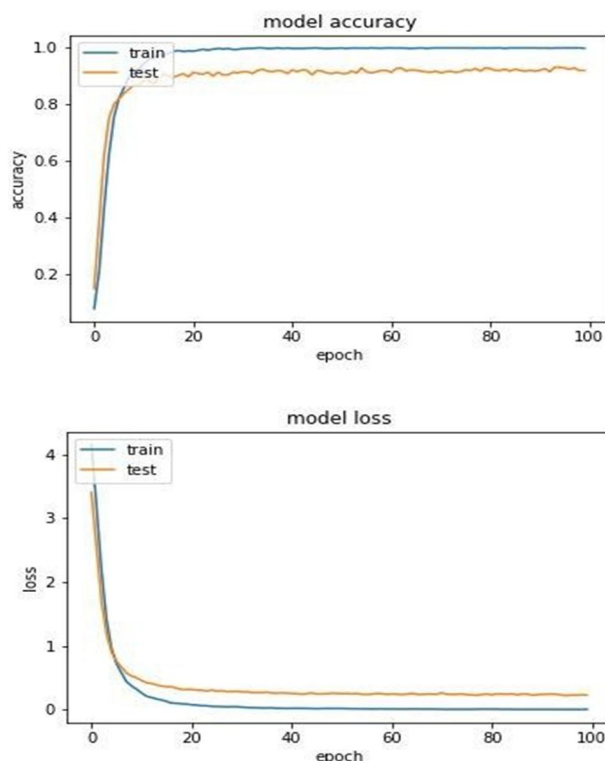 model accuracy
1.0
train
test
0.8
0.6
accuracy
0.4
0.2
0 20 40 60 80 100
epoch
model loss
train
4
test
3
loss
2
1
0
0 20 40 60 80 100
epoch